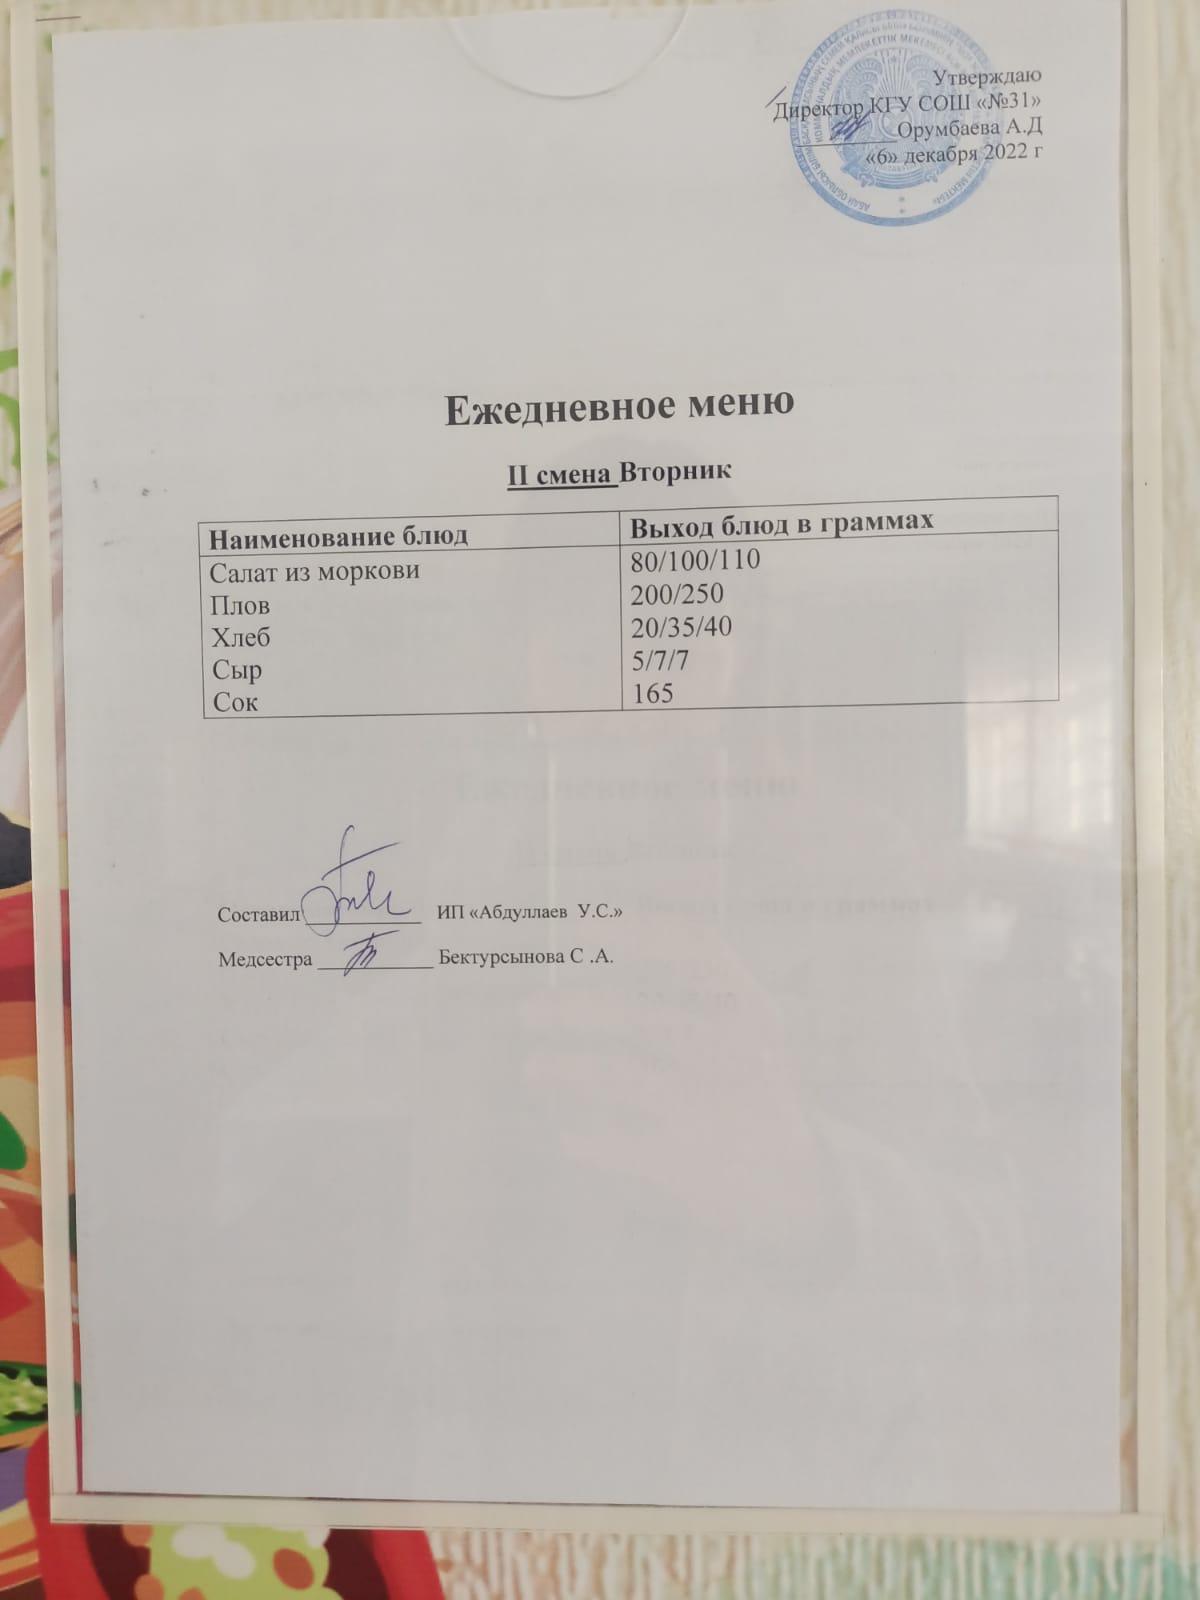 Утверждаю
Директор КГУ СОШ «№31»
Орумбаева А.Д
«6» декабря 2022 г
Ежедневное меню
II смена Вторник
Наименование блюд Выход блюд в граммах
Салат из моркови 80/100/110
Плов 200/250
Хлеб 20/35/40
Сыр 5/7/7
Сок 165
Составил ИП «Абдуллаев У.С.»
Медсестра Бектурсынова С .А.